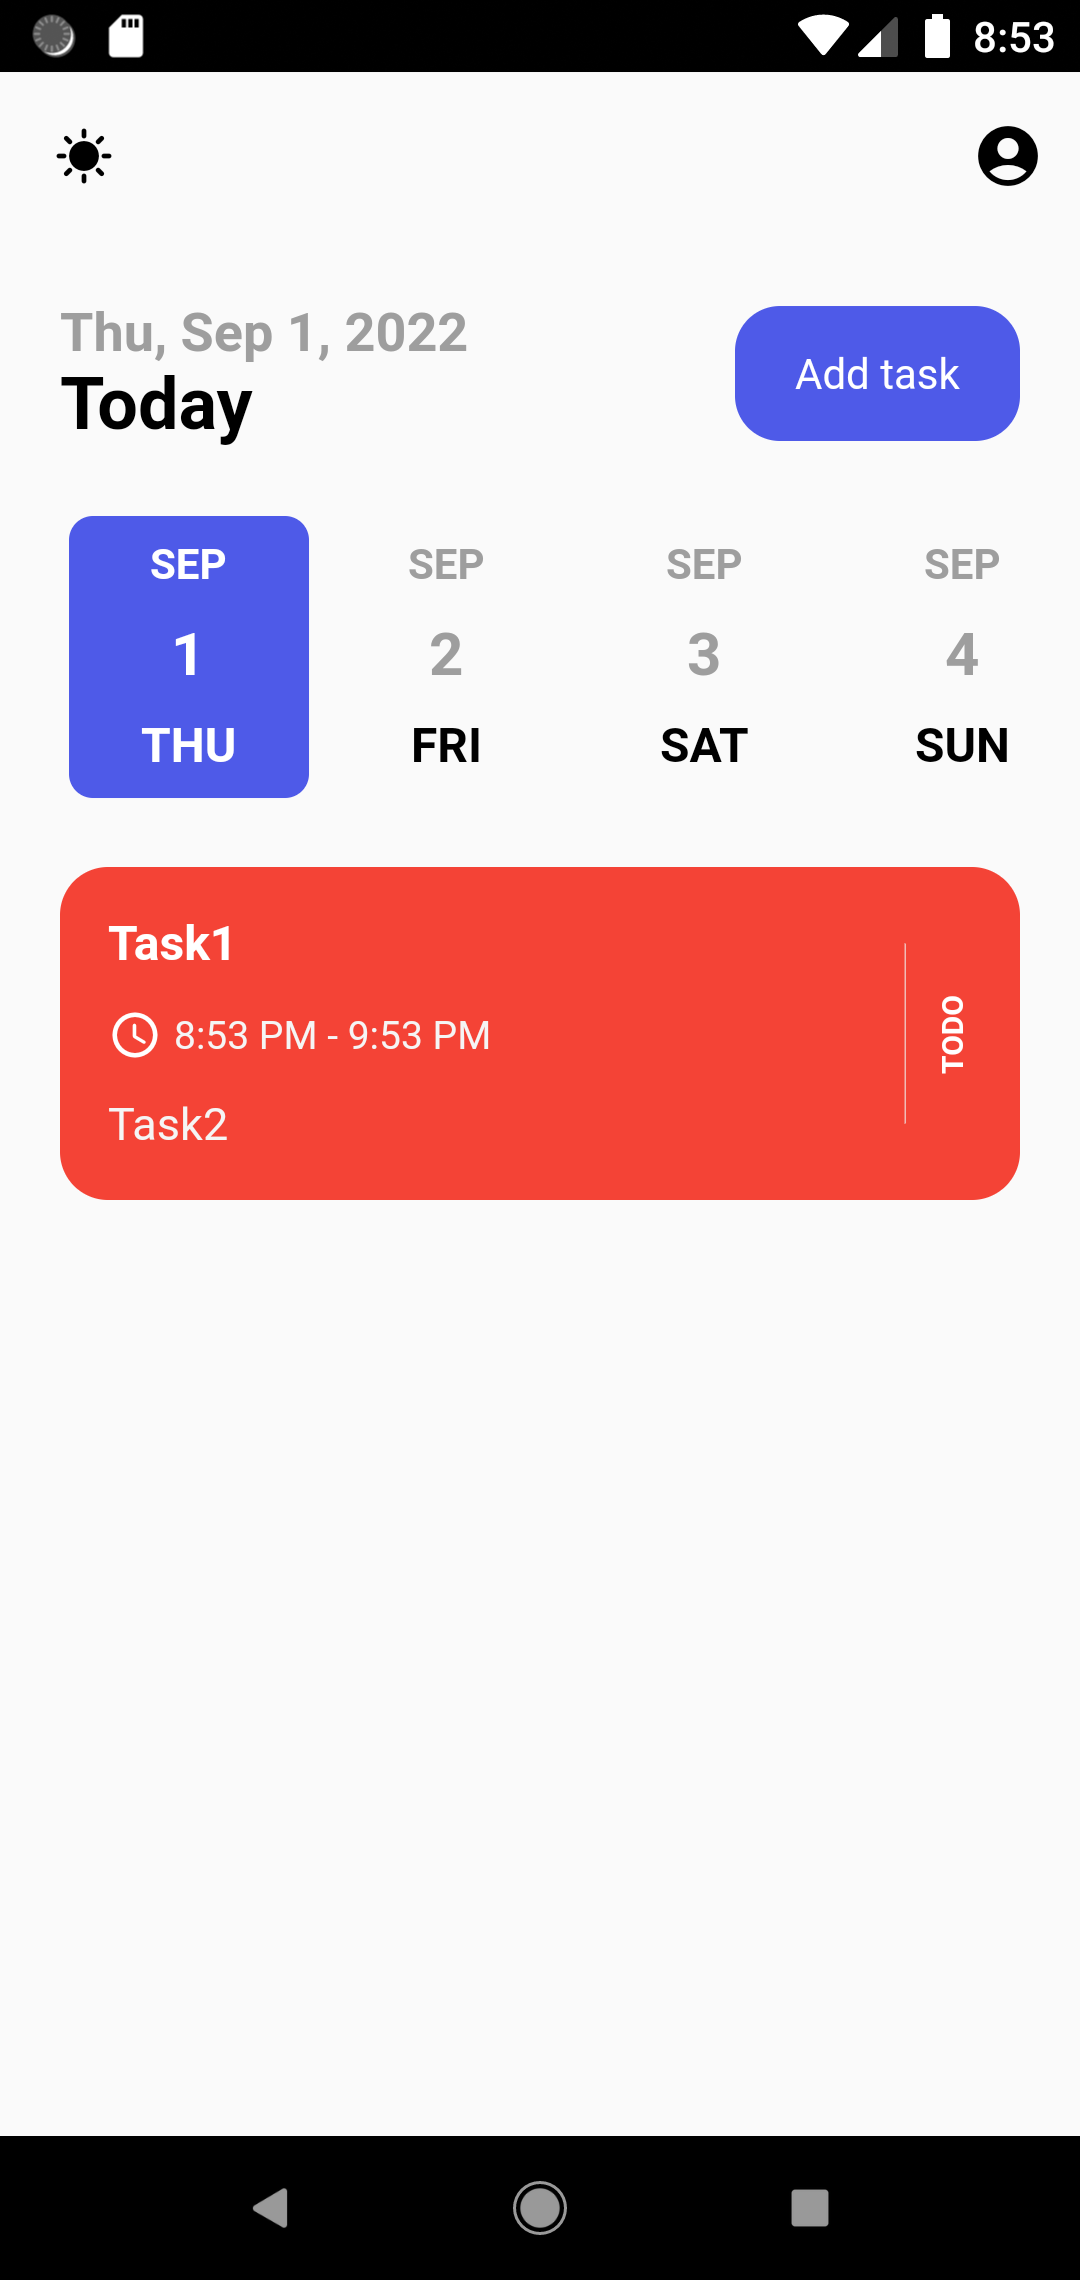 8:53
Thu, Sep 1, 2022
Today
Add task
SEP SEP SEP SEP
1 2 3 4
THU FRI SAT SUN
Task1
8:53 PM - 9:53 PM
Task2
TODO